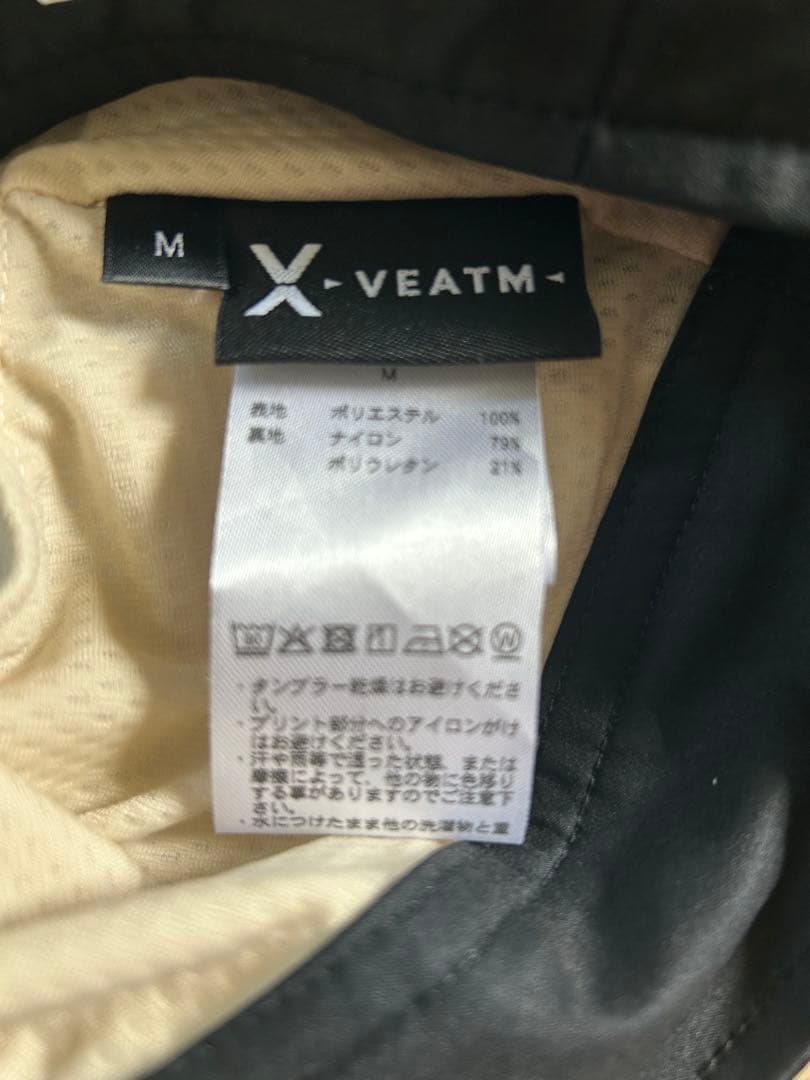 M
VEATM
M
表地 ポリエステル 100%
裏地 ナイロン 79%
ポリウレタン 21%
・タンブラー乾燥はお避けくださ
い。
・プリント部分へのアイロンがけ
はお避けください。
・汗や雨等で湿った状態、または
摩擦によって、他の物に色移り
する事がありますのでご注意下
さい。
・水につけたまま他の洗濯物と重